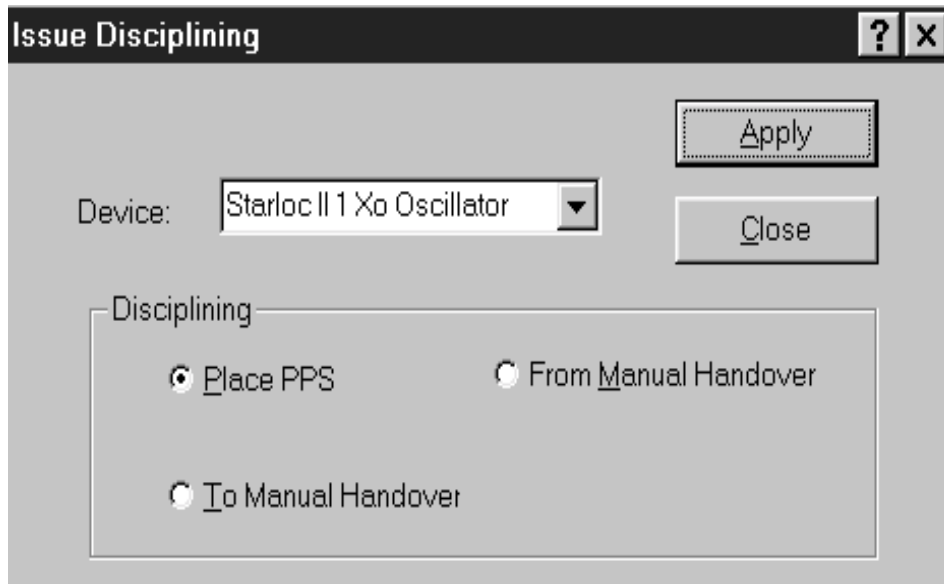 Issue Disciplining ? ×
Apply
Device: Starloc II 1 Xo Oscillator
Close
Disciplining
Place PPS From Manual Handover
To Manual Handover